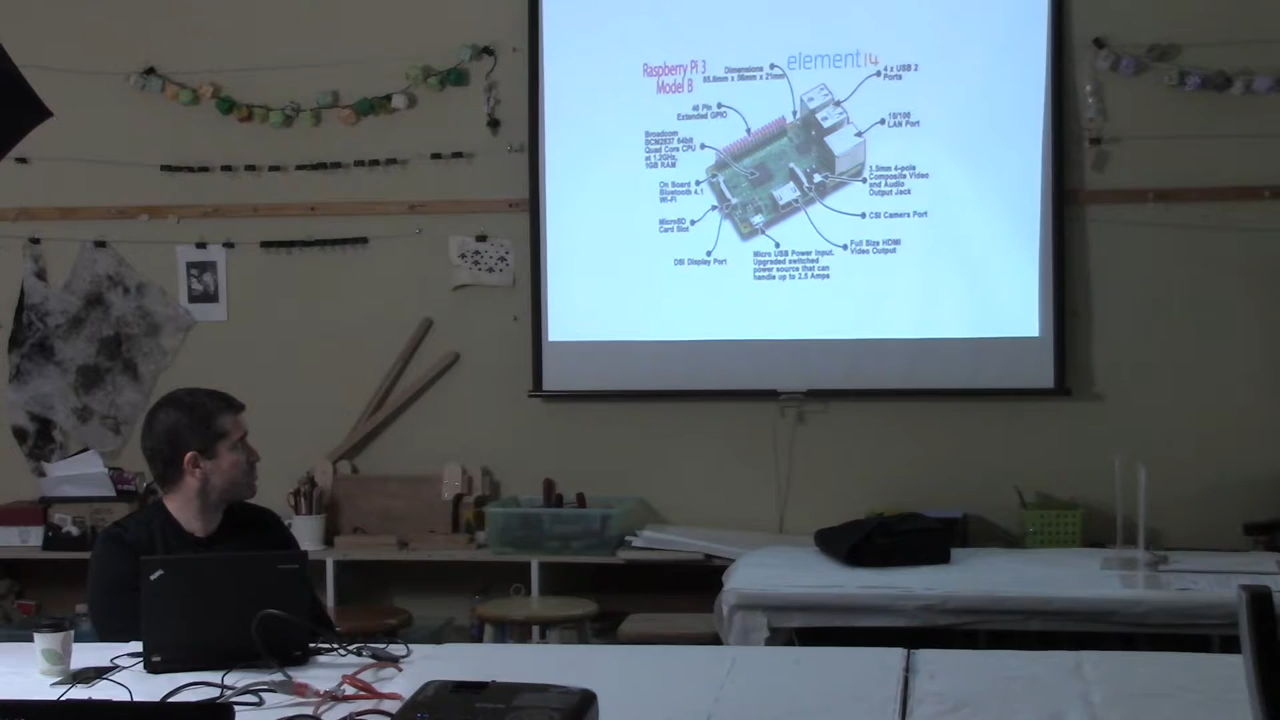 Raspberry Pi 3
Model B
Dimensions
85.6mm x 56mm x 21mm
element14
4 x USB 2
Ports
40 Pin
Extended GPIO
10/100
LAN Port
Broadcom
BCM2837 64bit
Quad Core CPU
at 1.2GHz,
1GB RAM
3.5mm 4-pole
Composite Video
and Audio
Output Jack
On Board
Bluetooth 4.1
Wi-Fi
MicroSD
Card Slot
CSI Camera Port
Full Size HDMI
Video Output
DSI Display Port
Micro USB Power Input.
Upgraded switched
power source that can
handle up to 2.5 Amps